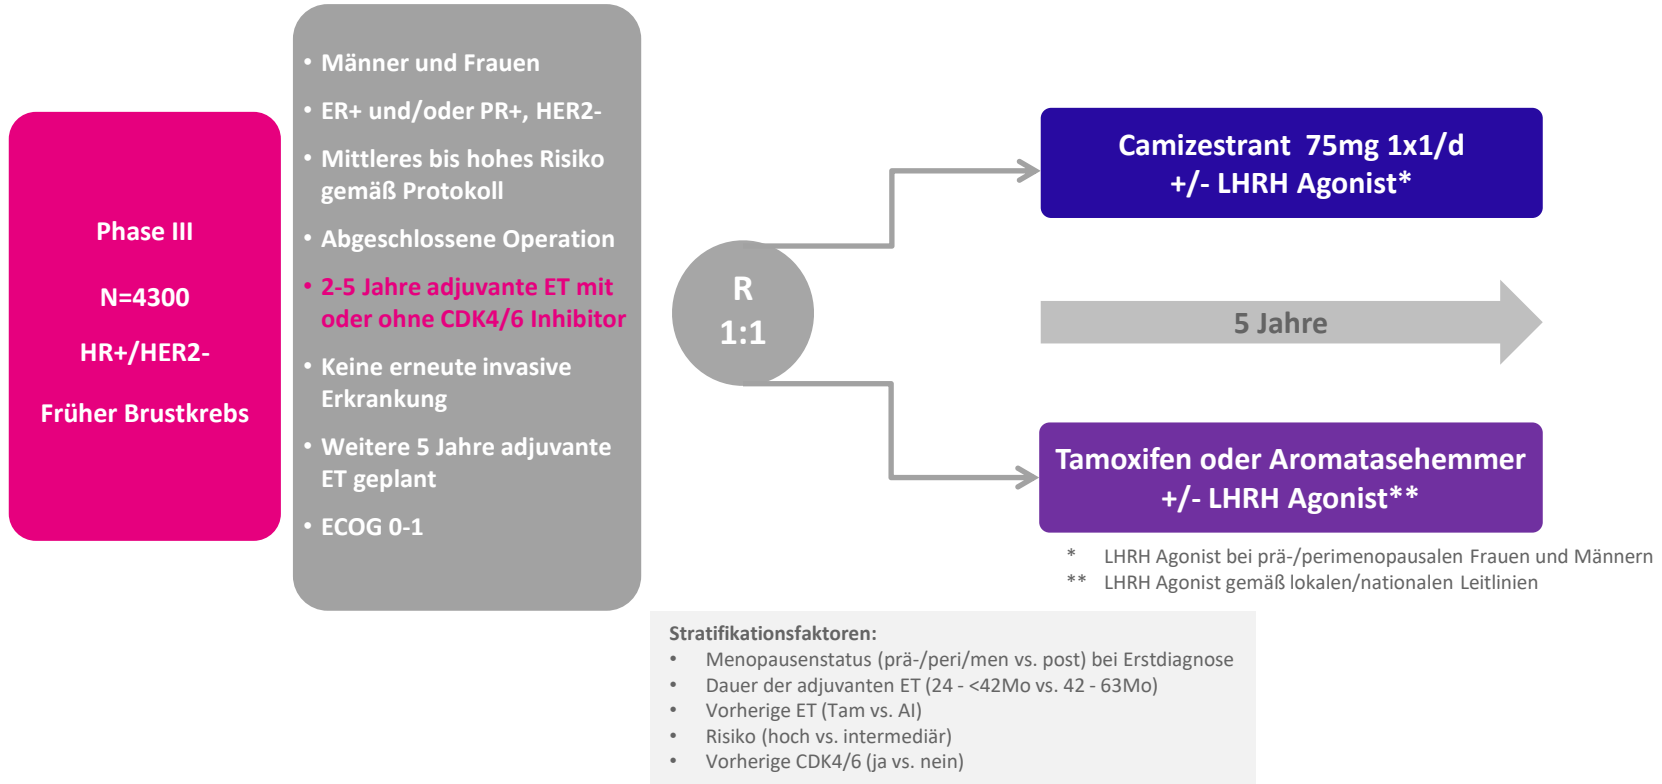 Phase III
N=4300
HR+/HER2-
Früher Brustkrebs
• Männer und Frauen
• ER+ und/oder PR+, HER2-
• Mittleres bis hohes Risiko
gemäß Protokoll
• Abgeschlossene Operation
• 2-5 Jahre adjuvante ET mit
oder ohne CDK4/6 Inhibitor
• Keine erneute invasive
Erkrankung
• Weitere 5 Jahre adjuvante
ET geplant
• ECOG 0-1
R
1:1
Camizestrant 75mg 1x1/d
+/- LHRH Agonist*
5 Jahre
Tamoxifen oder Aromatasehemmer
+/- LHRH Agonist**
* LHRH Agonist bei prä-/perimenopausalen Frauen und Männern
** LHRH Agonist gemäß lokalen/nationalen Leitlinien
Stratifikationsfaktoren:
• Menopausenstatus (prä-/peri/men vs. post) bei Erstdiagnose
• Dauer der adjuvanten ET (24 - <42Mo vs. 42 - 63Mo)
• Vorherige ET (Tam vs. AI)
• Risiko (hoch vs. intermediär)
• Vorherige CDK4/6 (ja vs. nein)